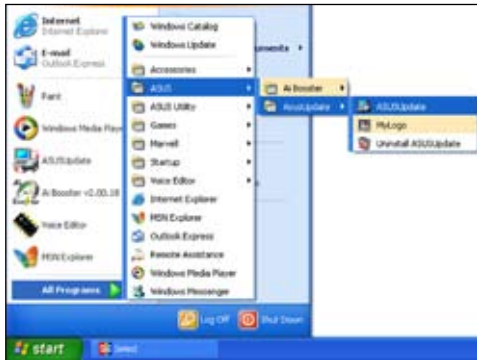 Internet
Internet Explorer
E-mail
Outlook Express
Paint
Windows Media Play
ASUSUpdate
Ai Booster v2.00.18
Voice Editor
MSN Explorer
All Programs
Windows Catalog
Windows Update
Accessories
ASUS
ASUS Utility
Games
Marvell
Startup
Voice Editor
Internet Explorer
MSN Explorer
Outlook Express
Remote Assistance
Windows Media Player
Windows Messenger
uments
Ai Booster
AsusUpdate
ASUSUpdate
MyLogo
Uninstall ASUSUpdate
Log Off
Shut Down
start